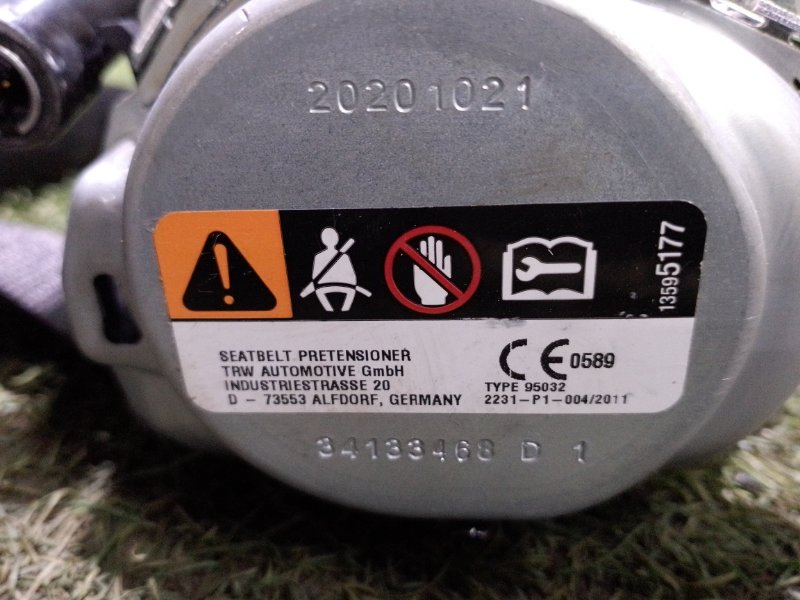 20201021
13595177
SEATBELT PRETENSIONER
TRW AUTOMOTIVE GmbH
INDUSTRIESTRASSE 20
D - 73553 ALFDORF, GERMANY
CE 0589
TYPE 95032
2231-P1-004/2011
34133468 D 1